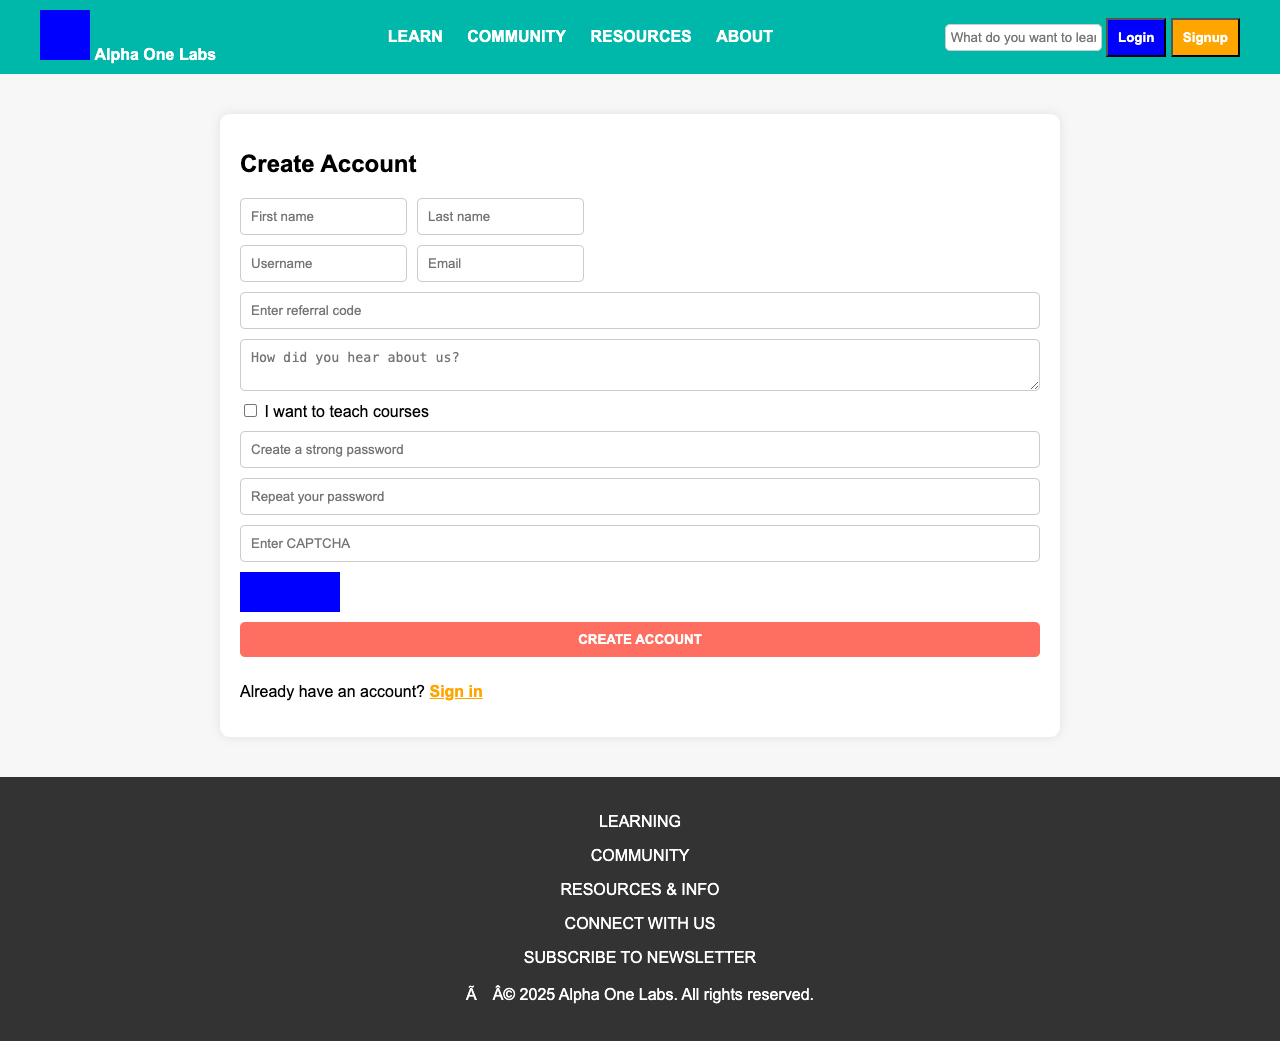 Alpha One Labs
LEARN COMMUNITY RESOURCES ABOUT
What do you want to lear
Login
Signup
Create Account
First name
Last name
Username
Email
Enter referral code
How did you hear about us?
I want to teach courses
Create a strong password
Repeat your password
Enter CAPTCHA
CREATE ACCOUNT
Already have an account? Sign in
LEARNING
COMMUNITY
RESOURCES & INFO
CONNECT WITH US
SUBSCRIBE TO NEWSLETTER
Ã Â© 2025 Alpha One Labs. All rights reserved.